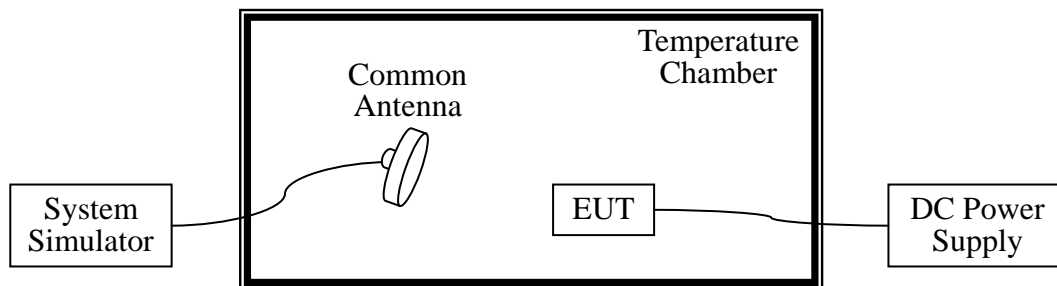 Temperature
Chamber
Common
Antenna
System
Simulator
EUT
DC Power
Supply